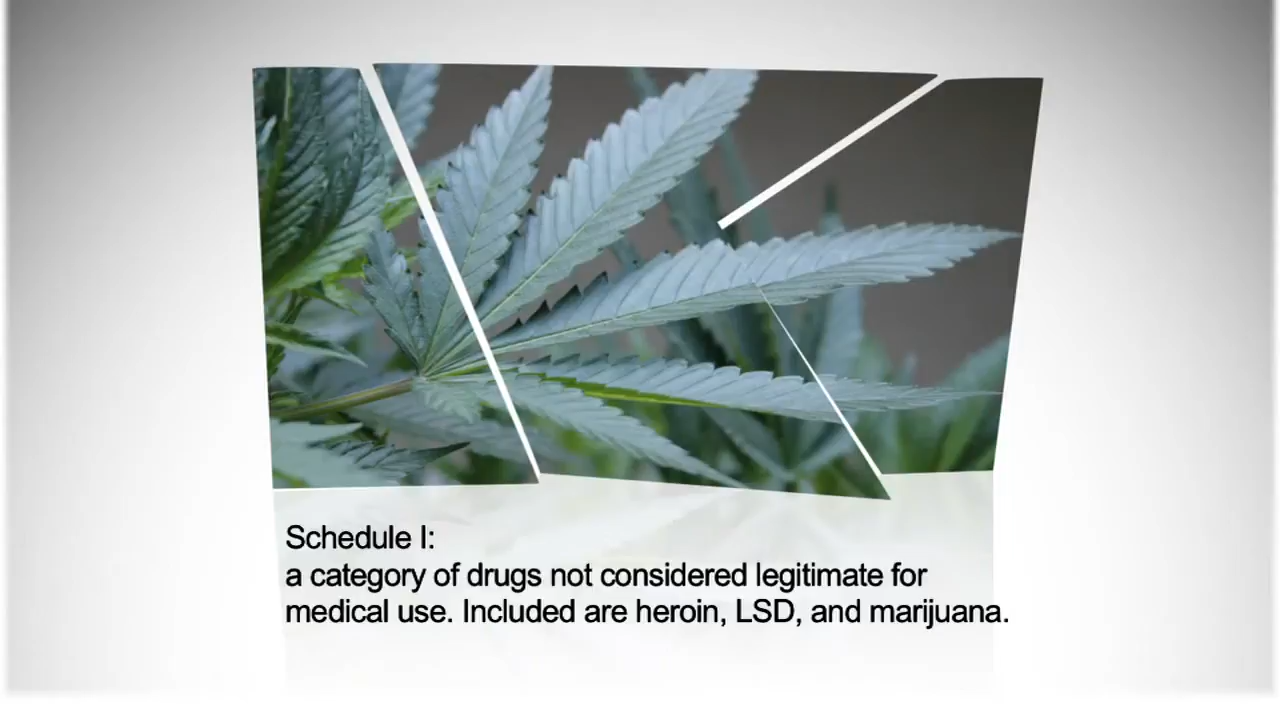 Schedule I:
a category of drugs not considered legitimate for
medical use. Included are heroin, LSD, and marijuana.